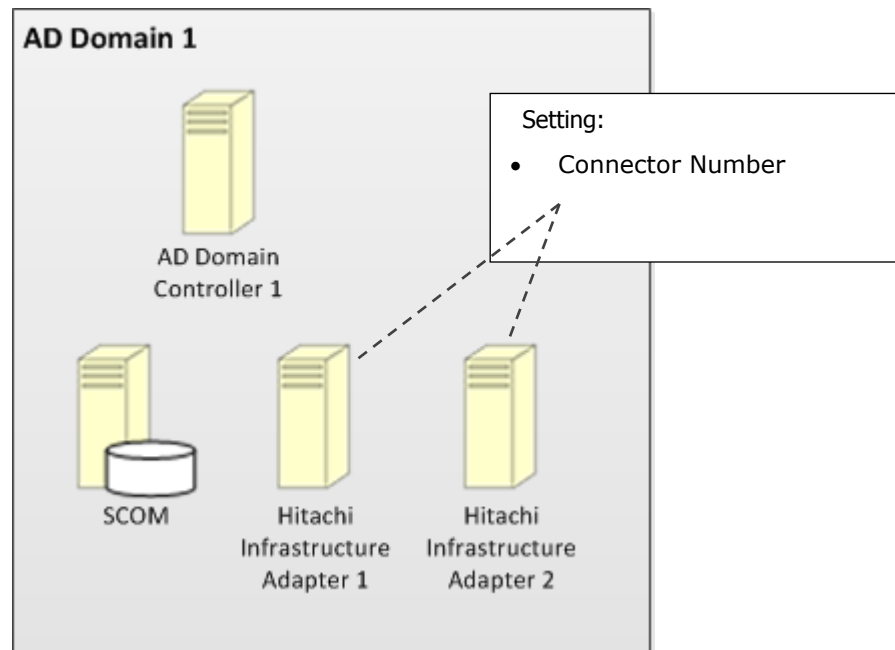 AD Domain 1
Setting:
• Connector Number
AD Domain
Controller 1
SCOM
Hitachi
Infrastructure
Adapter 1
Hitachi
Infrastructure
Adapter 2